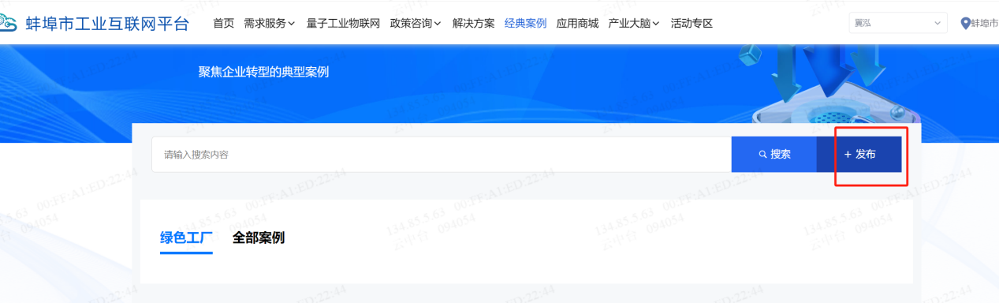 蚌埠市工业互联网平台 首页 需求服务 量子工业物联网 政策咨询 解决方案 经典案例 应用商城 产业大脑 活动专区 冀泓 蚌埠市
聚焦企业转型的典型案例
请输入搜索内容 搜索 + 发布
绿色工厂 全部案例